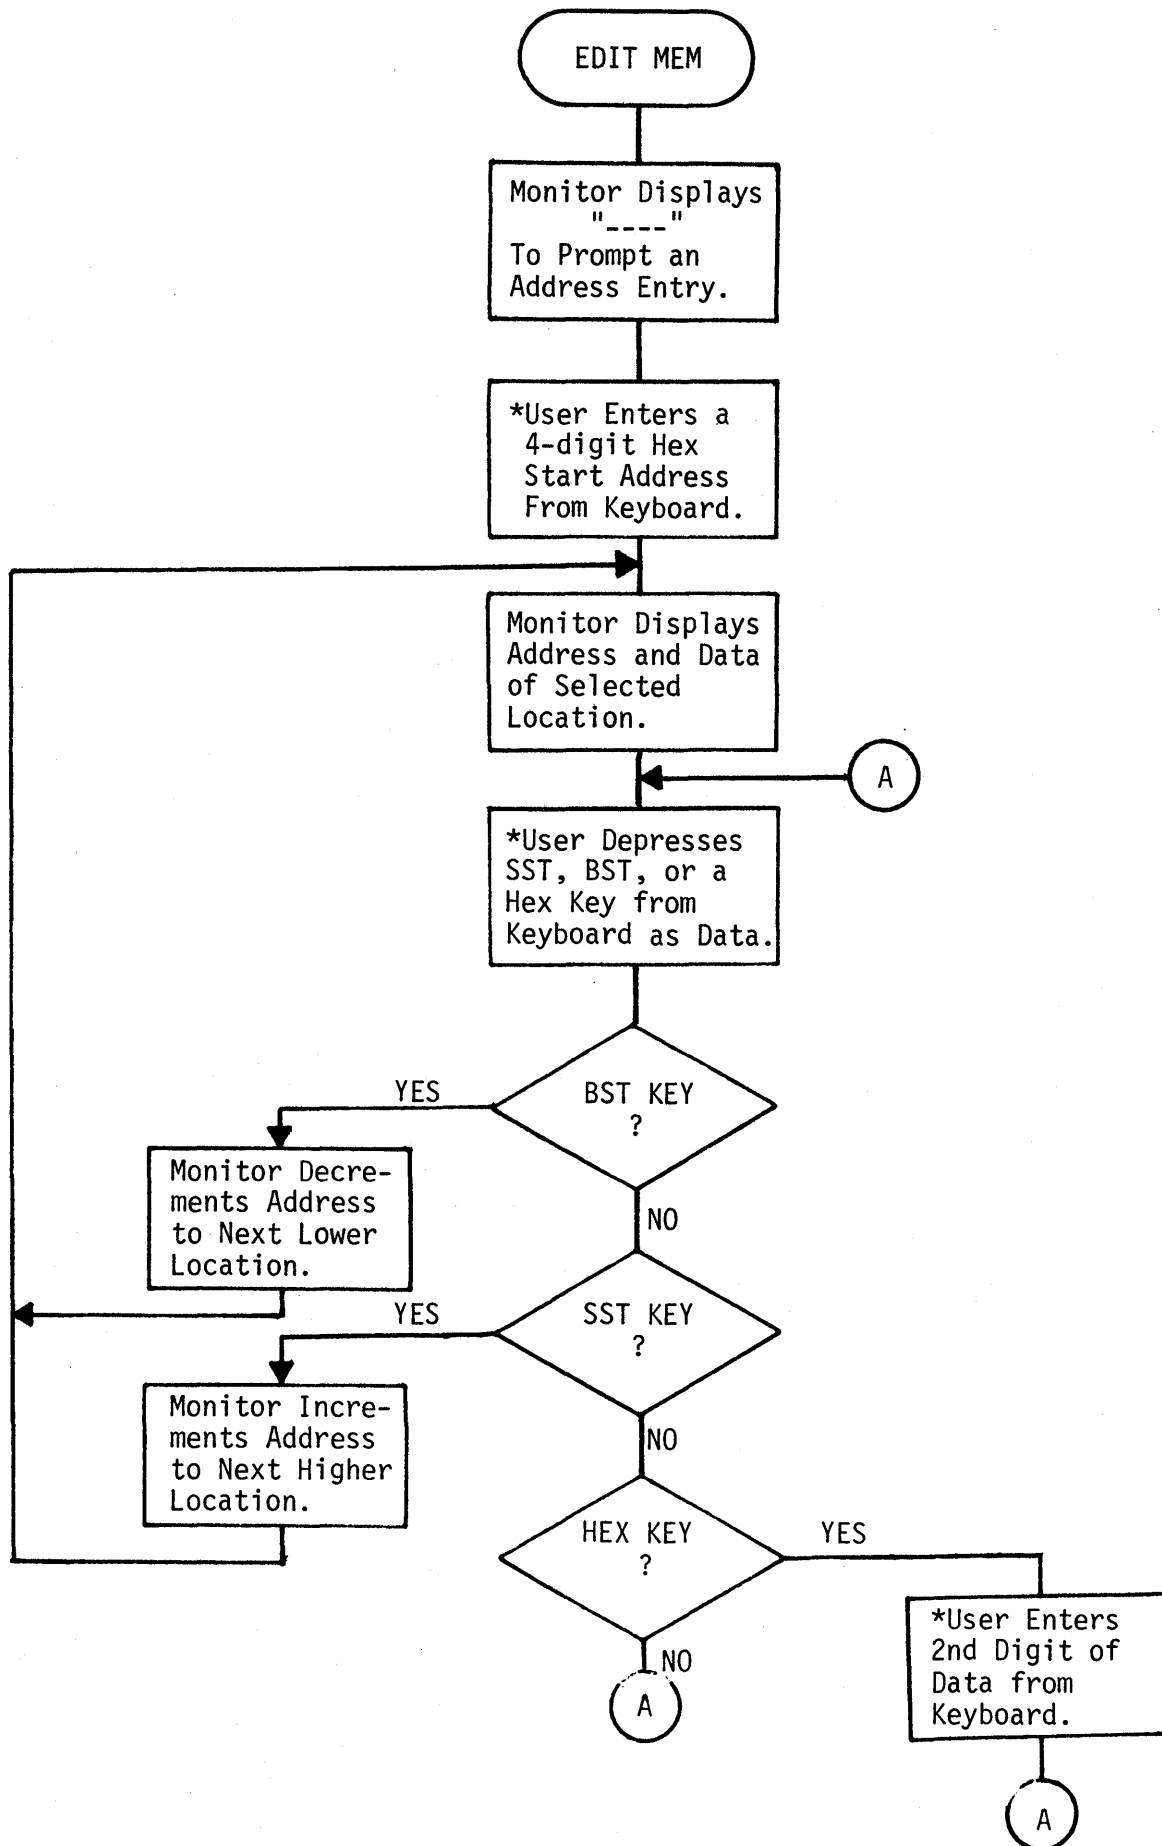 EDIT MEM
Monitor Displays
"____"
To Prompt an
Address Entry.
*User Enters a
4-digit Hex
Start Address
From Keyboard.
Monitor Displays
Address and Data
of Selected
Location.
A
*User Depresses
SST, BST, or a
Hex Key from
Keyboard as Data.
YES
BST KEY
?
Monitor Decre-
ments Address
to Next Lower
Location.
NO
YES
SST KEY
?
Monitor Incre-
ments Address
to Next Higher
Location.
NO
HEX KEY
?
YES
*User Enters
2nd Digit of
Data from
Keyboard.
NO
A
A